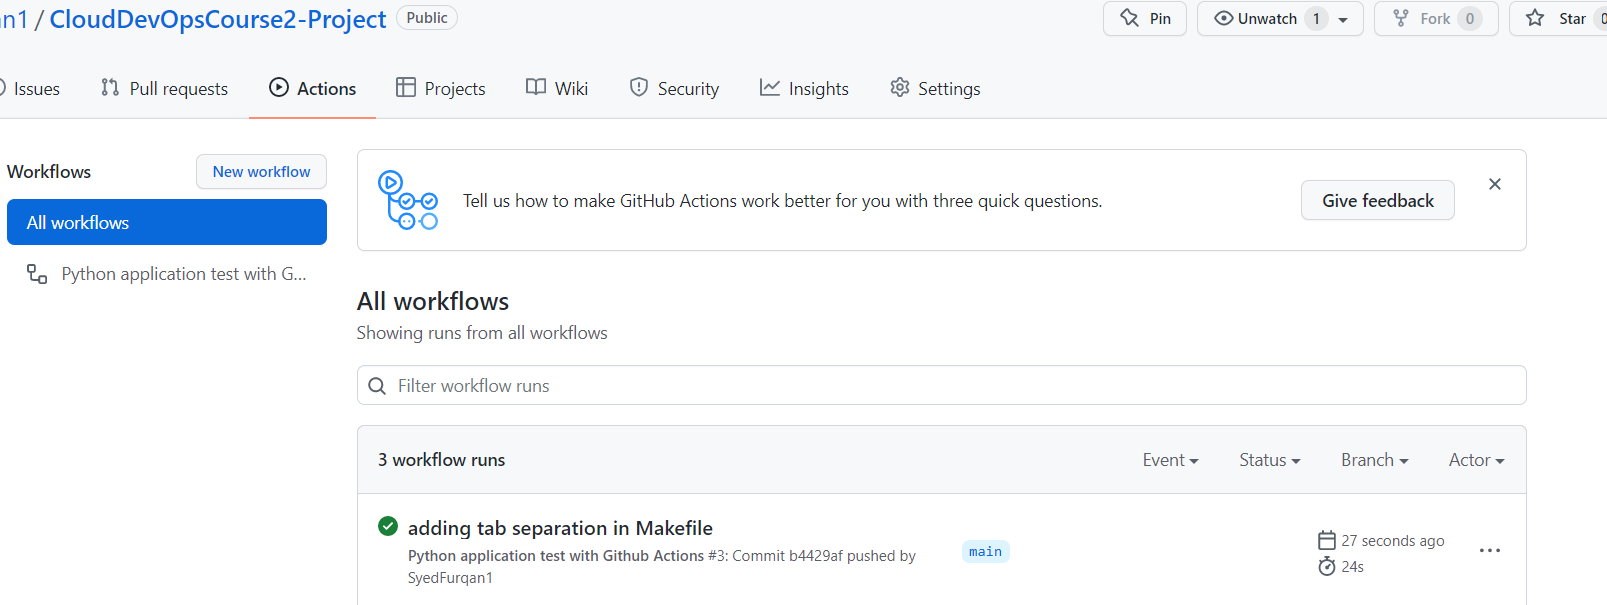 an1 / CloudDevOpsCourse2-Project Public
Pin Unwatch 1 Fork 0 Star 0
Issues Pull requests Actions Projects Wiki Security Insights Settings
Workflows New workflow
All workflows
Python application test with G...
Tell us how to make GitHub Actions work better for you with three quick questions. Give feedback
All workflows
Showing runs from all workflows
Filter workflow runs
3 workflow runs Event Status Branch Actor
adding tab separation in Makefile
Python application test with Github Actions #3: Commit b4429af pushed by
SyedFurqan1
main
27 seconds ago
24s